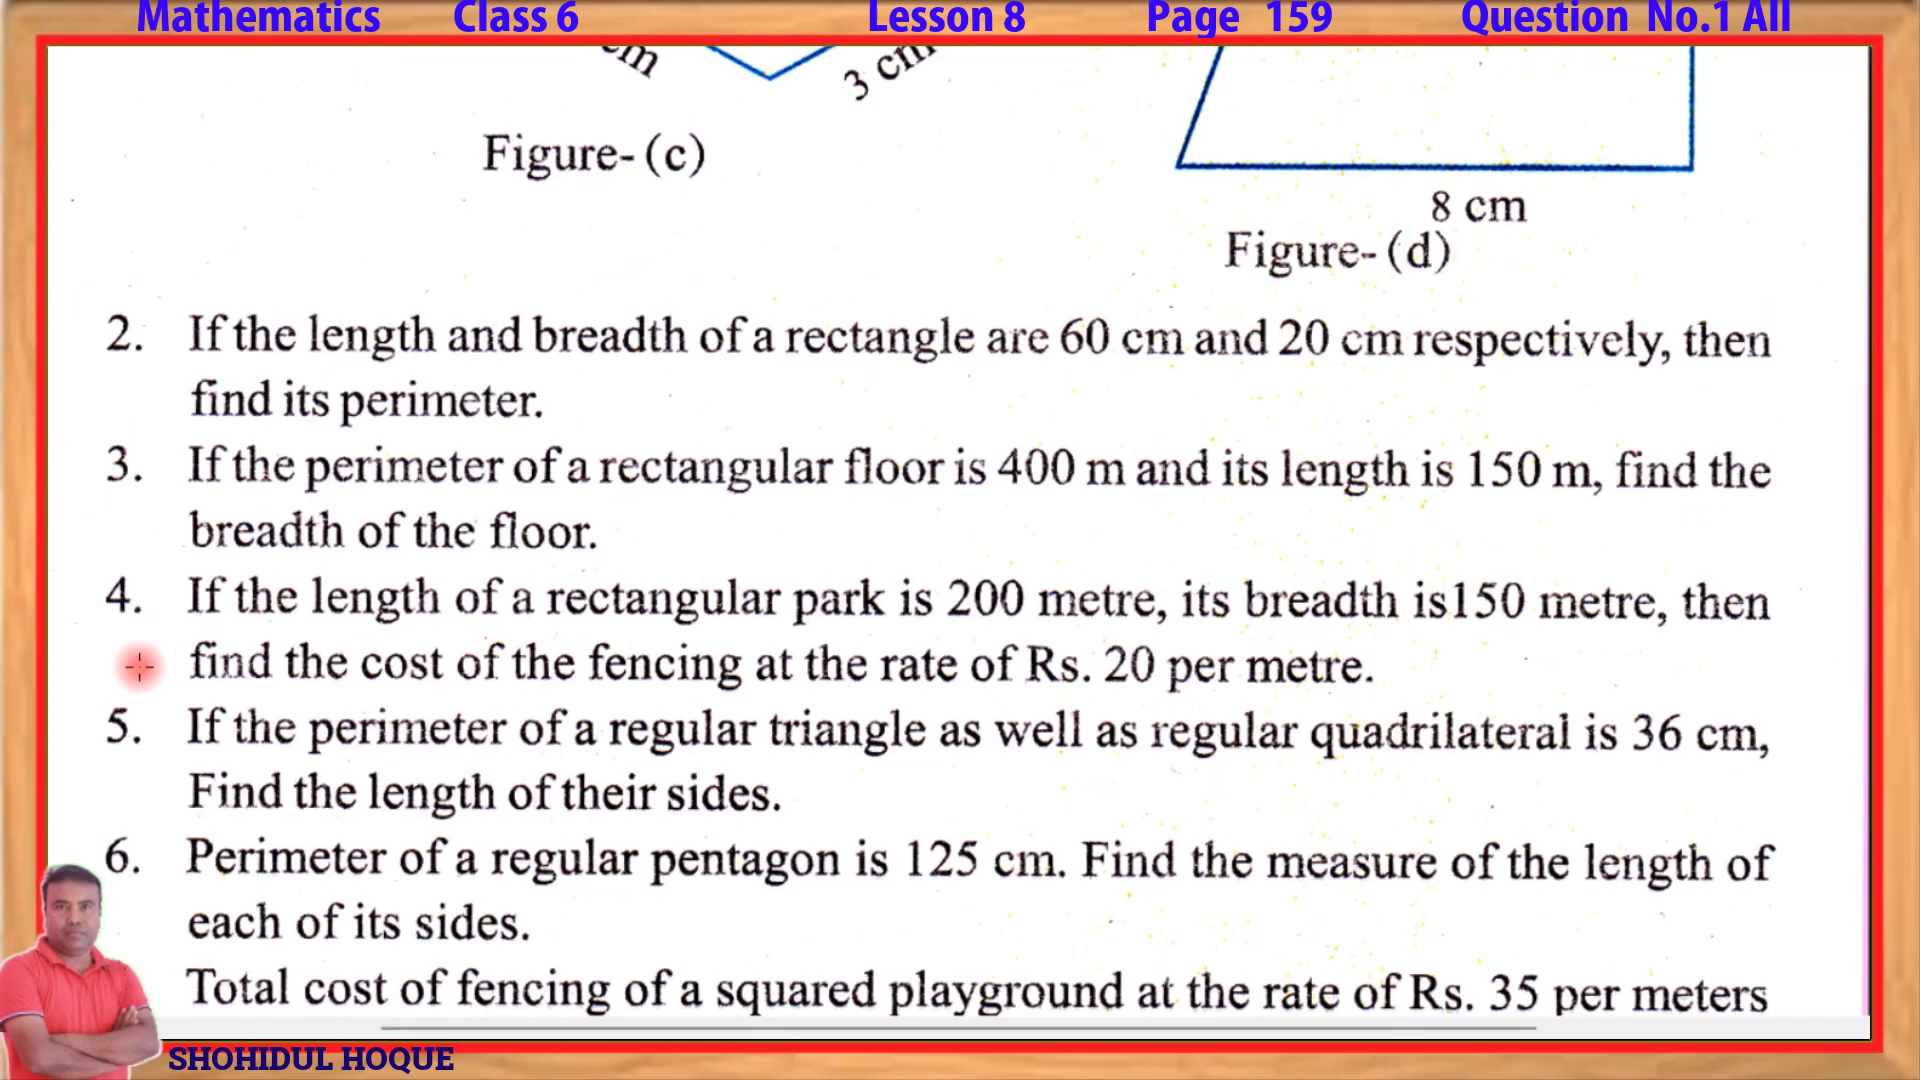 Mathematics Class 6 Lesson 8 Page 159 Question No.1 All
cm 3 cm
Figure- (c)
8 cm
Figure- (d)
2. If the length and breadth of a rectangle are 60 cm and 20 cm respectively, then
find its perimeter.
3. If the perimeter of a rectangular floor is 400 m and its length is 150 m, find the
breadth of the floor.
4. If the length of a rectangular park is 200 metre, its breadth is150 metre, then
find the cost of the fencing at the rate of Rs. 20 per metre.
5. If the perimeter of a regular triangle as well as regular quadrilateral is 36 cm,
Find the length of their sides.
6. Perimeter of a regular pentagon is 125 cm. Find the measure of the length of
each of its sides.
Total cost of fencing of a squared playground at the rate of Rs. 35 per meters
SHOHIDUL HOQUE